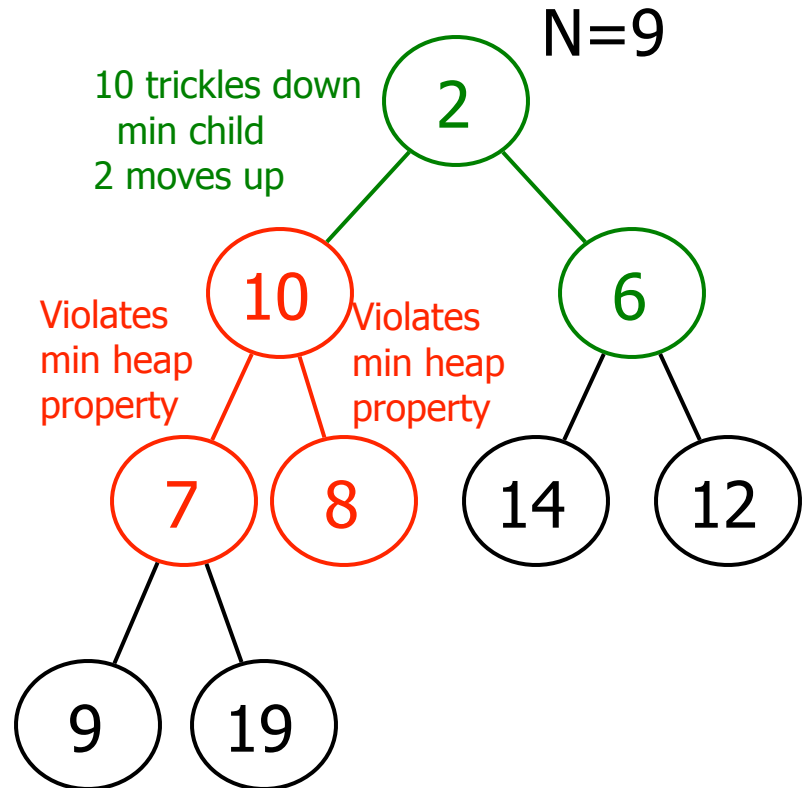 N=9
10 trickles down
min child
2 moves up
2
10
6
Violates
min heap
property
Violates
min heap
property
7
8
14
12
9
19